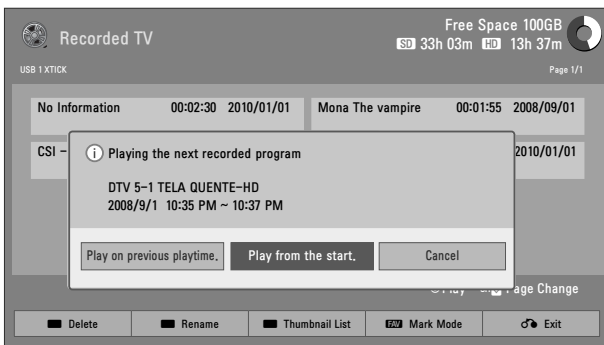 Recorded TV
Free Space 100GB
SD 33h 03m HD 13h 37m
USB 1 XTICK
Page 1/1
No Information 00:02:30 2010/01/01
Mona The vampire 00:01:55 2008/09/01
CSI -
2010/01/01
i Playing the next recorded program
DTV 5-1 TELA QUENTE-HD
2008/9/1 10:35 PM ~ 10:37 PM
Play on previous playtime.
Play from the start.
Cancel
Page Change
Delete
Rename
Thumbnail List
FAV Mark Mode
Exit